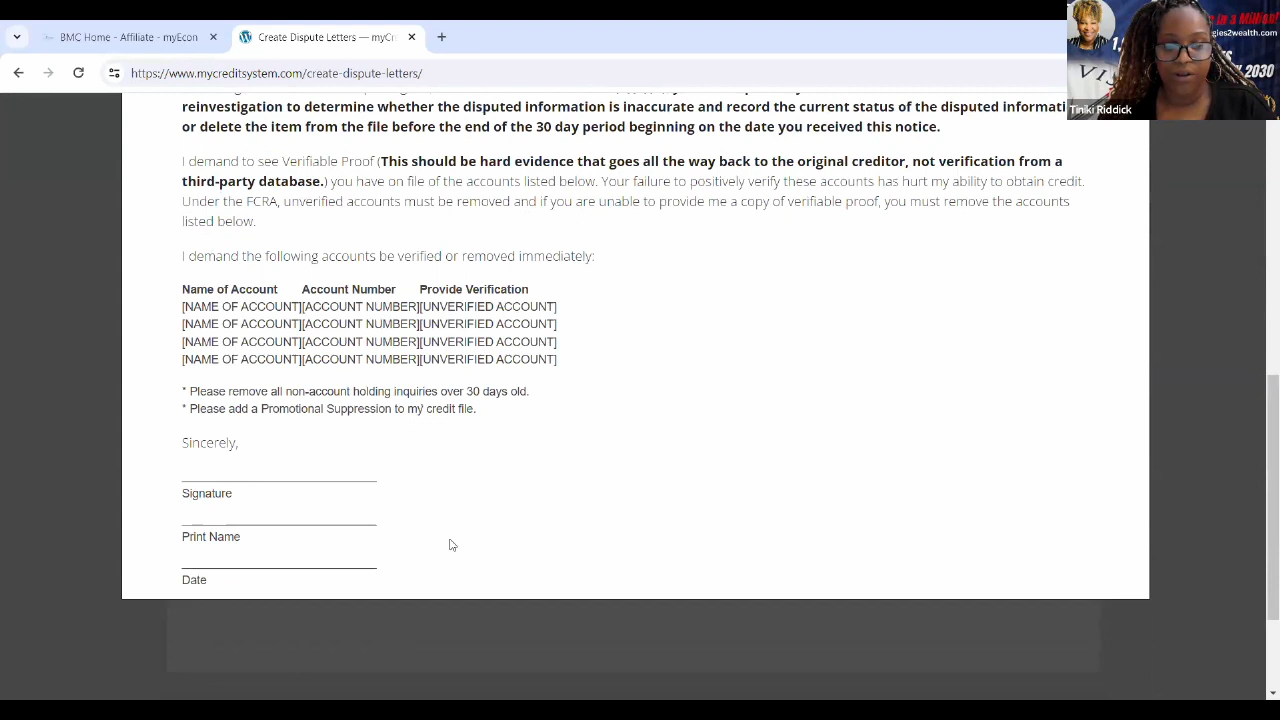 BMC Home - Affiliate - myEcon
Create Dispute Letters — myCr
https://www.mycreditsystem.com/create-dispute-letters/
in a Million!
gies2wealth.com
2030
VIS
Tiniki Riddick
reinvestigation to determine whether the disputed information is inaccurate and record the current status of the disputed informati
or delete the item from the file before the end of the 30 day period beginning on the date you received this notice.
I demand to see Verifiable Proof (This should be hard evidence that goes all the way back to the original creditor, not verification from a
third-party database.) you have on file of the accounts listed below. Your failure to positively verify these accounts has hurt my ability to obtain credit.
Under the FCRA, unverified accounts must be removed and if you are unable to provide me a copy of verifiable proof, you must remove the accounts
listed below.
I demand the following accounts be verified or removed immediately:
Name of Account Account Number Provide Verification
[NAME OF ACCOUNT][ACCOUNT NUMBER][UNVERIFIED ACCOUNT]
[NAME OF ACCOUNT][ACCOUNT NUMBER][UNVERIFIED ACCOUNT]
[NAME OF ACCOUNT][ACCOUNT NUMBER][UNVERIFIED ACCOUNT]
[NAME OF ACCOUNT][ACCOUNT NUMBER][UNVERIFIED ACCOUNT]
* Please remove all non-account holding inquiries over 30 days old.
* Please add a Promotional Suppression to my credit file.
Sincerely,
Signature
Print Name
Date